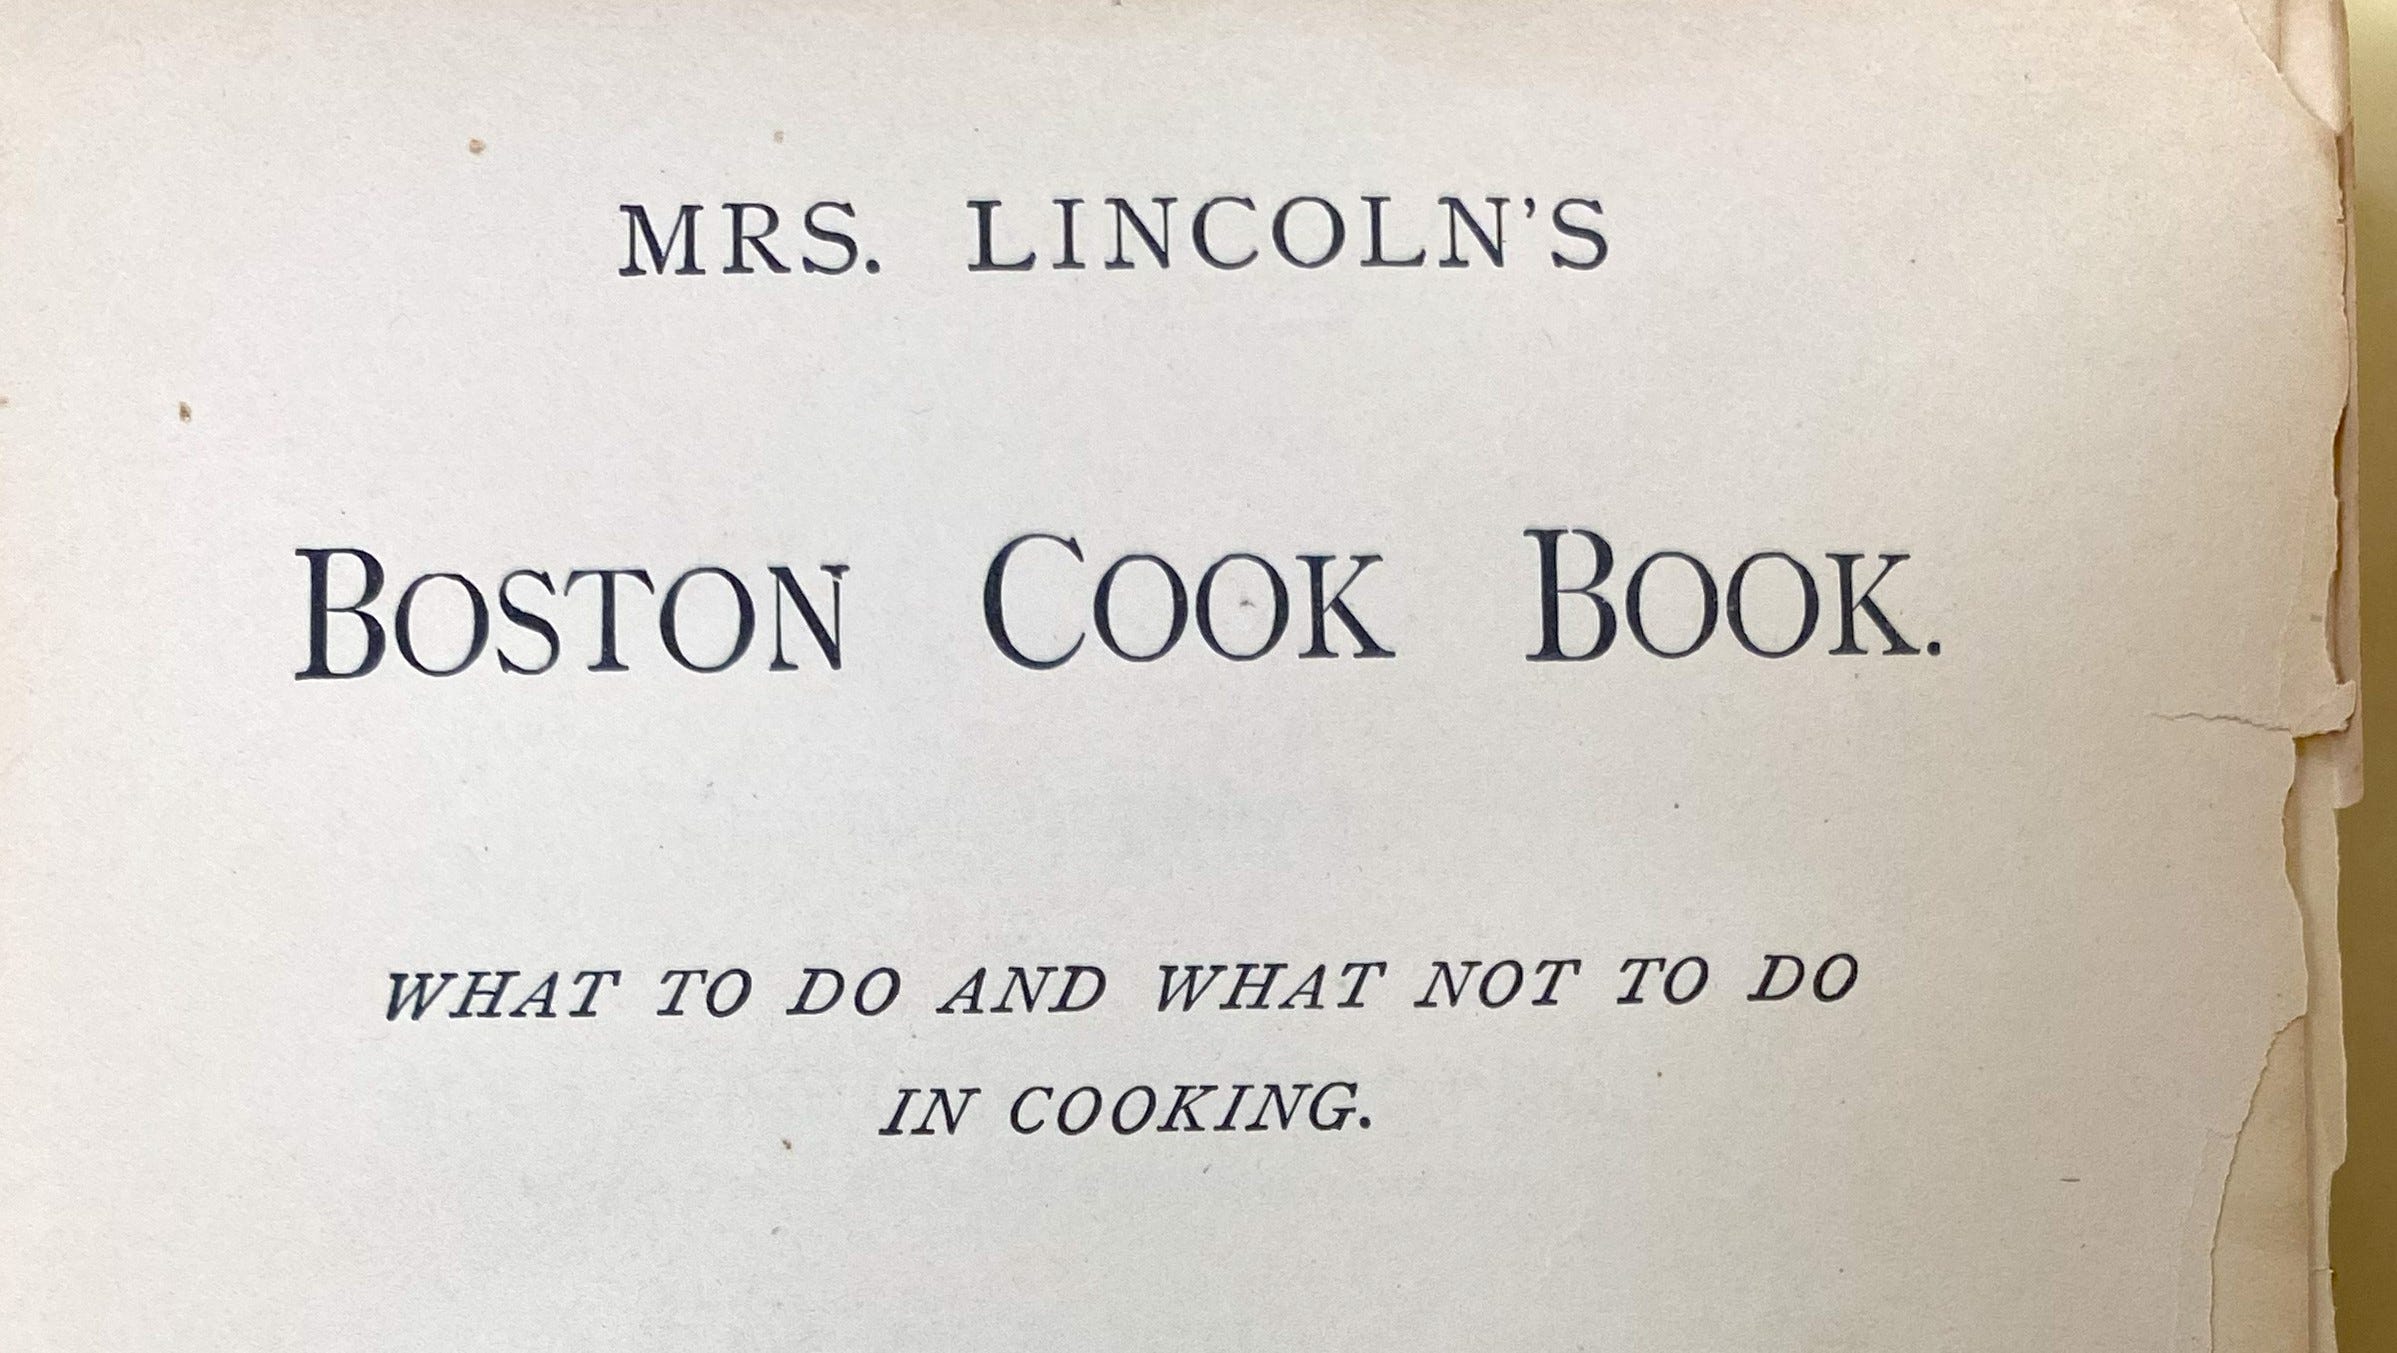 MRS. LINCOLN'S
BOSTON COOK BOOK.
WHAT TO DO AND WHAT NOT TO DO
IN COOKING.